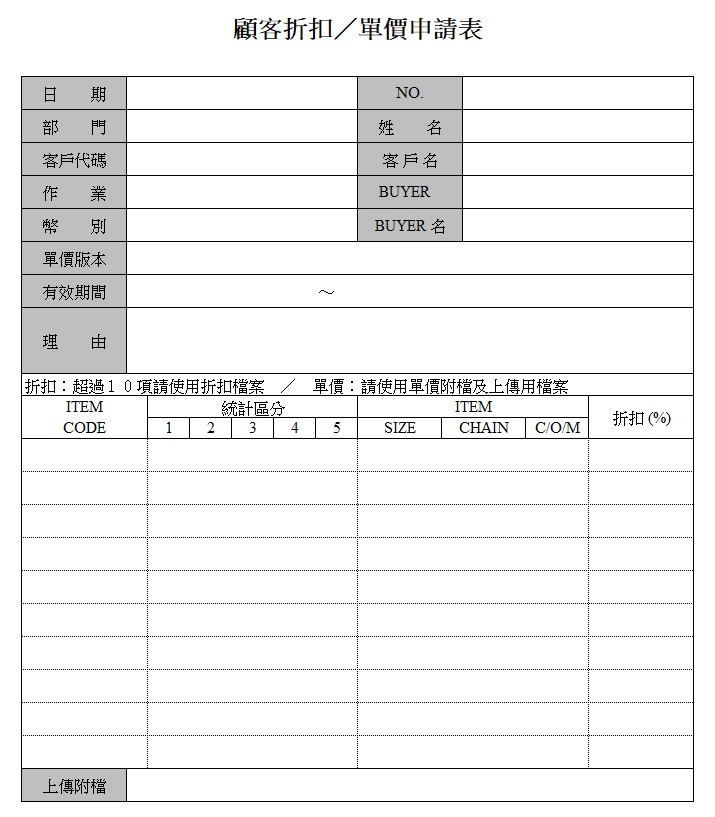 顧客折扣／單價申請表
日　　期 NO.
部　　門 姓　　名
客戶代碼 客 戶 名
作　　業 BUYER
幣　　別 BUYER 名
單價版本
有效期間 ～
理　　由
折扣：超過１０項請使用折扣檔案　／　單價：請使用單價附檔及上傳用檔案
ITEM 統計區分 ITEM 折扣 (%)
CODE 1 2 3 4 5 SIZE CHAIN C/O/M
上傳附檔